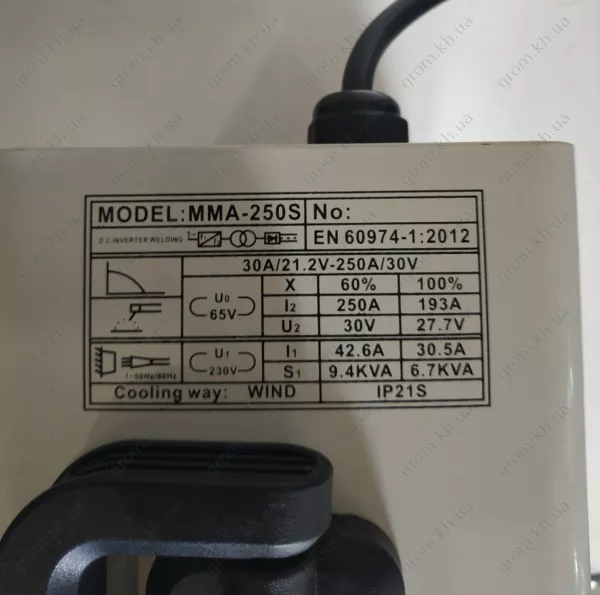 MODEL:MMA-250S No:
D.C INVERTER WELDING 1~ EN 60974-1:2012
30A/21.2V-250A/30V
X 60% 100%
U0 65V I2 250A 193A
U2 30V 27.7V
U1 230V I1 42.6A 30.5A
1~50Hz/60Hz S1 9.4KVA 6.7KVA
Cooling way: WIND IP21S
grom.kh.ua